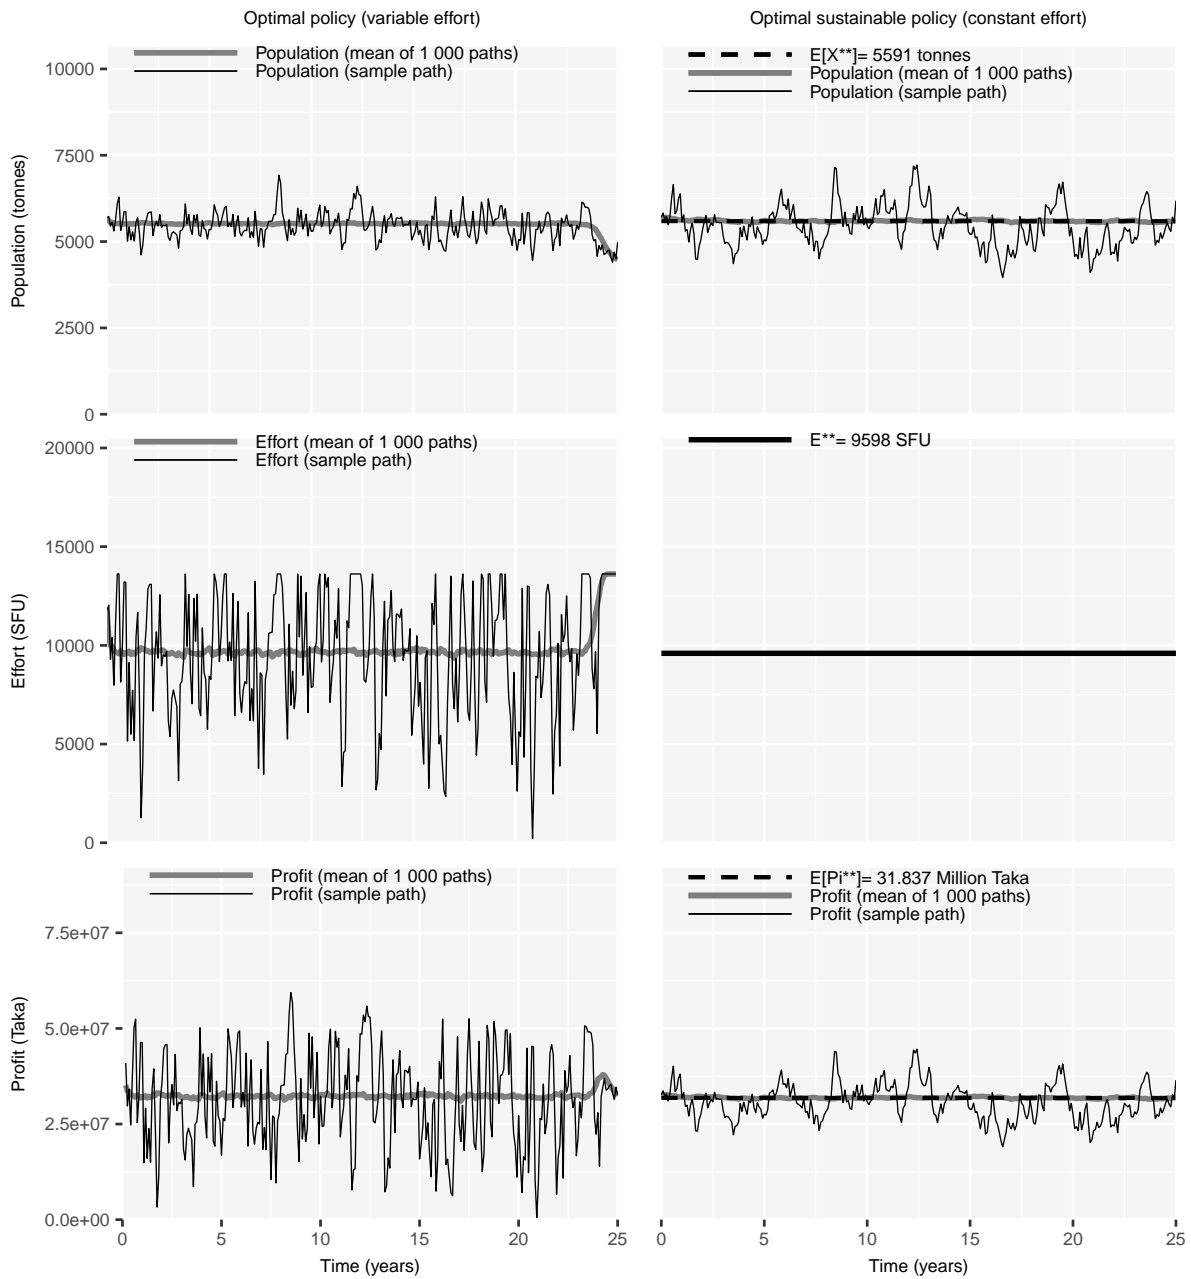 Optimal policy (variable effort)
Optimal sustainable policy (constant effort)
Population (mean of 1 000 paths)
Population (sample path)
10000
7500
5000
2500
0
Population (tonnes)
E[X**]= 5591 tonnes
Population (mean of 1 000 paths)
Population (sample path)
Effort (mean of 1 000 paths)
Effort (sample path)
20000
15000
10000
5000
0
Effort (SFU)
E**= 9598 SFU
Profit (mean of 1 000 paths)
Profit (sample path)
7.5e+07
5.0e+07
2.5e+07
0.0e+00
Profit (Taka)
0 5 10 15 20 25
Time (years)
E[Pi**]= 31.837 Million Taka
Profit (mean of 1 000 paths)
Profit (sample path)
0 5 10 15 20 25
Time (years)